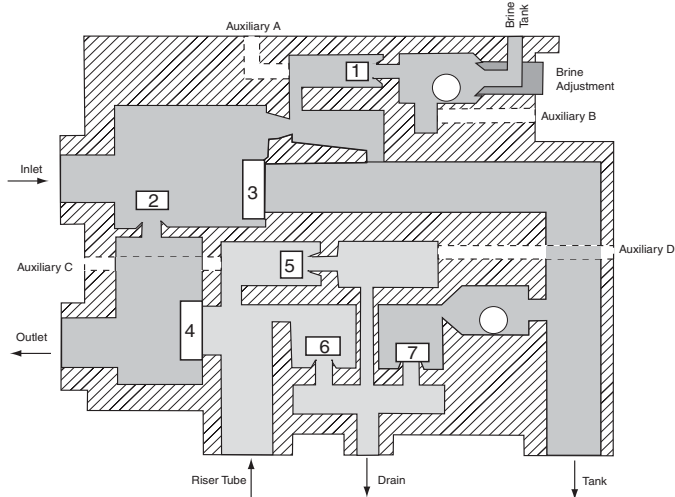 Auxiliary A
Brine
Tank
1
Brine
Adjustment
Auxiliary B
Inlet
2
3
Auxiliary D
Auxiliary C
5
4
Outlet
6
7
Riser Tube
Drain
Tank